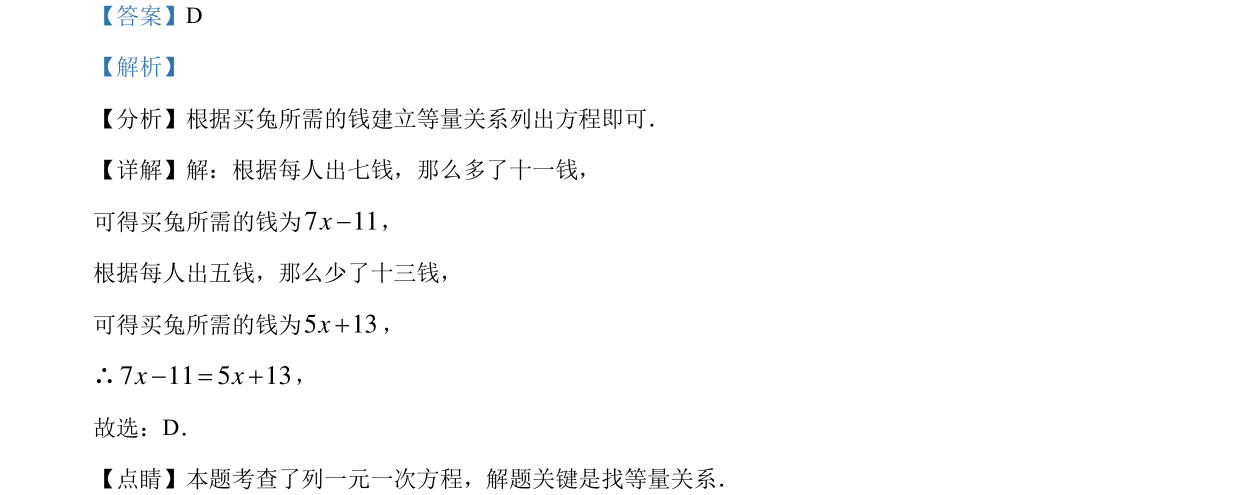 【答案】D
【解析】
【分析】根据买兔所需的钱建立等量关系列出方程即可．
【详解】解：根据每人出七钱，那么多了十一钱，
可得买兔所需的钱为7x−11，
根据每人出五钱，那么少了十三钱，
可得买兔所需的钱为5x+13，
∴7x−11=5x+13，
故选：D．
【点睛】本题考查了列一元一次方程，解题关键是找等量关系．